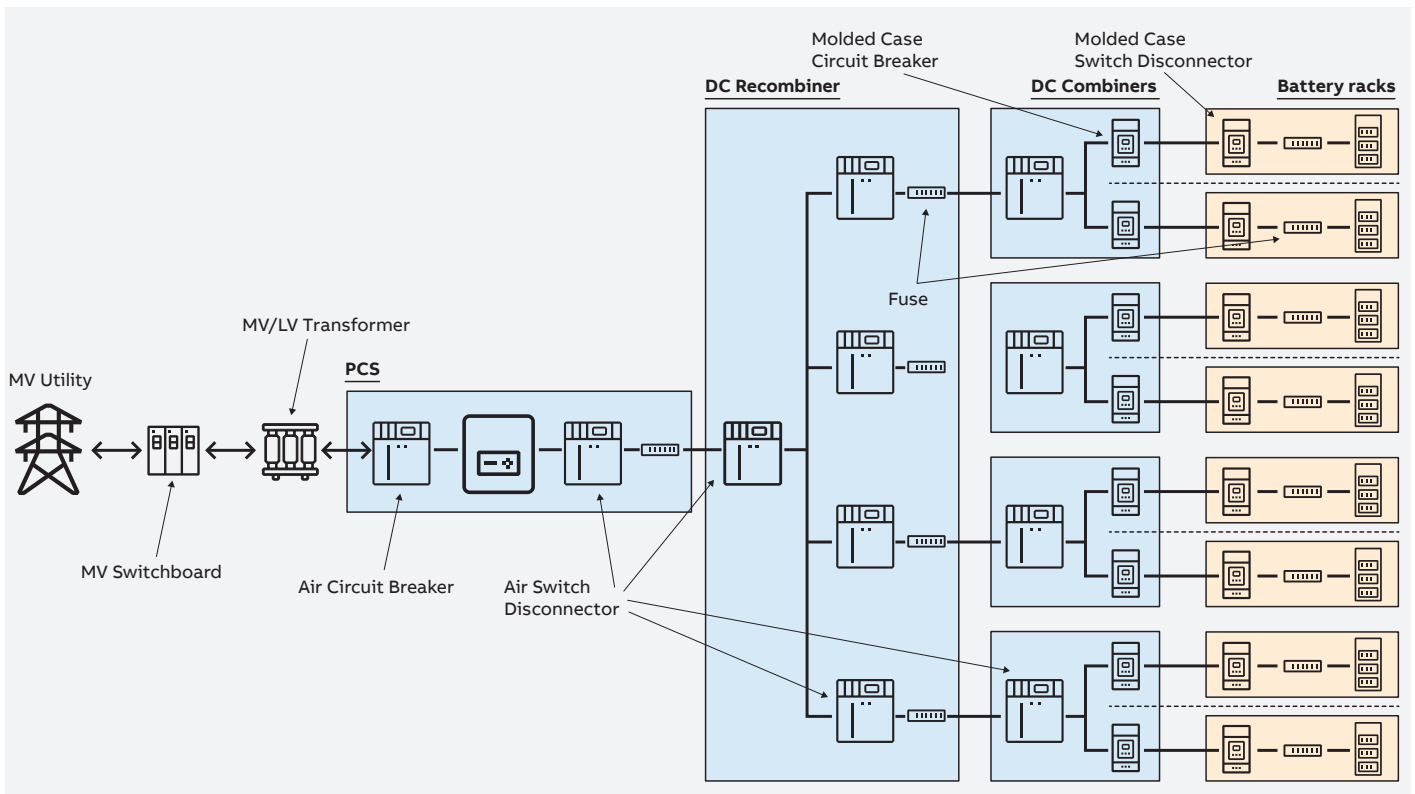 Molded Case
Circuit Breaker
Molded Case
Switch Disconnector
DC Recombiner
DC Combiners
Battery racks
Fuse
MV/LV Transformer
MV Utility
PCS
MV Switchboard
Air Circuit Breaker
Air Switch
Disconnector